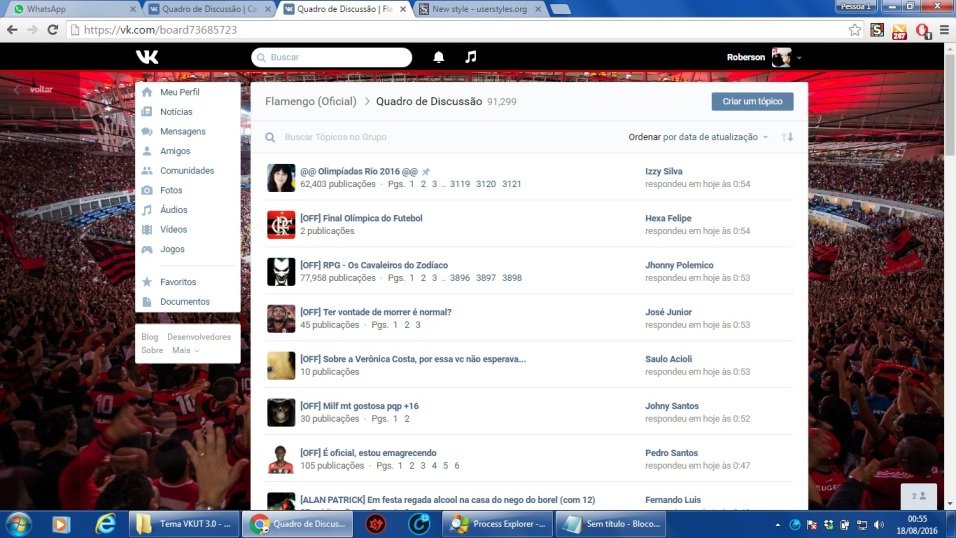 WhatsApp
Quadro de Discussão | Ca
Quadro de Discussão | Fla
New style - userstyles.org
Pessoa 1
https://vk.com/board73685723
267
1
Buscar
Roberson
voltar
Meu Perfil
Notícias
Mensagens
Amigos
Comunidades
Fotos
Áudios
Vídeos
Jogos
Favoritos
Documentos
Blog Desenvolvedores
Sobre Mais
Flamengo (Oficial) > Quadro de Discussão 91,299
Criar um tópico
Buscar Tópicos no Grupo
Ordenar por data de atualização
@@ Olimpíadas Rio 2016 @@
62,403 publicações · Pgs. 1 2 3 .. 3119 3120 3121
Izzy Silva
respondeu em hoje às 0:54
[OFF] Final Olímpica do Futebol
2 publicações
Hexa Felipe
respondeu em hoje às 0:54
[OFF] RPG - Os Cavaleiros do Zodíaco
77,958 publicações · Pgs. 1 2 3 .. 3896 3897 3898
Jhonny Polemico
respondeu em hoje às 0:53
[OFF] Ter vontade de morrer é normal?
45 publicações · Pgs. 1 2 3
José Junior
respondeu em hoje às 0:53
[OFF] Sobre a Verônica Costa, por essa vc não esperava...
10 publicações
Saulo Acioli
respondeu em hoje às 0:53
[OFF] Milf mt gostosa pqp +16
30 publicações · Pgs. 1 2
Johny Santos
respondeu em hoje às 0:52
[OFF] É oficial, estou emagrecendo
105 publicações · Pgs. 1 2 3 4 5 6
Pedro Santos
respondeu em hoje às 0:47
[ALAN PATRICK] Em festa regada alcool na casa do nego do borel (com 12)
Fernando Luis
2
Tema VKUT 3.0 - ...
Quadro de Discus...
Process Explorer -...
Sem título - Bloco...
00:55
18/08/2016